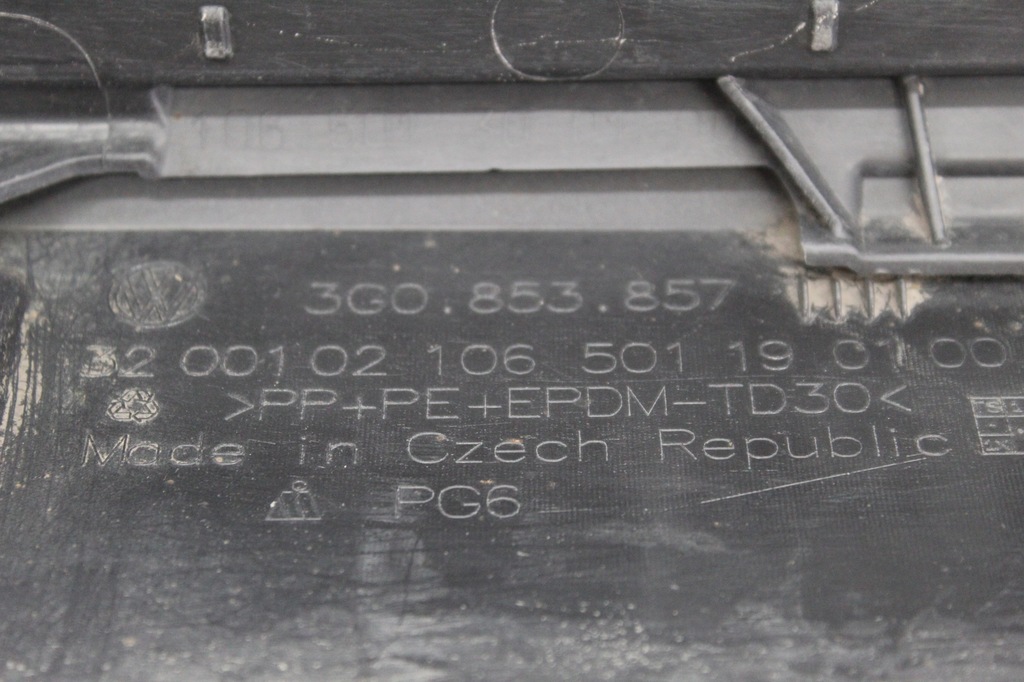 3G0.853.857
32 001 02 106 501 19 01 00
>PP+PE+EPDM-TD30<
Made in Czech Republic
PG6